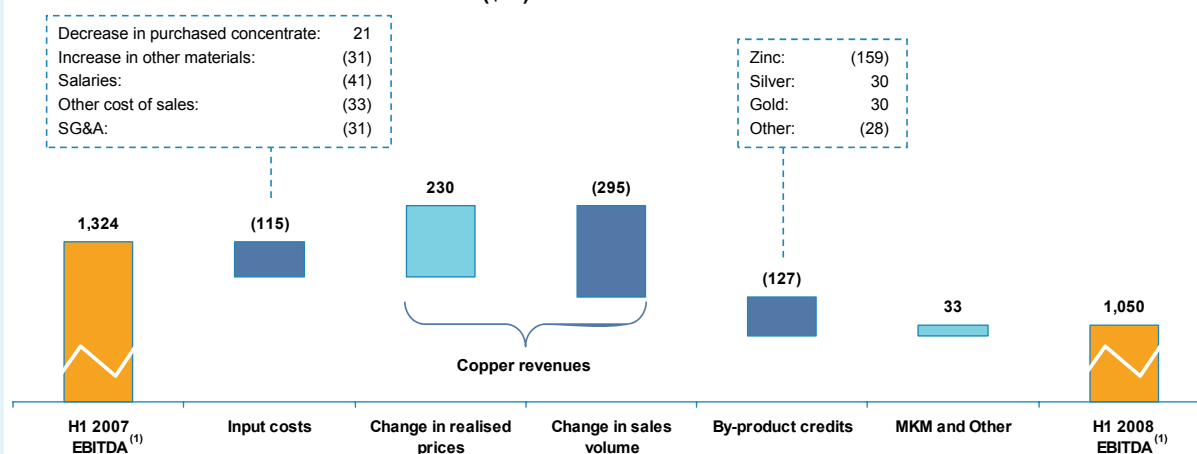 Decrease in purchased concentrate: 21
Increase in other materials: (31)
Salaries: (41)
Other cost of sales: (33)
SG&A: (31)
Zinc: (159)
Silver: 30
Gold: 30
Other: (28)
1,324
(115)
230
(295)
(127)
33
1,050
Copper revenues
H1 2007
EBITDA(1)
Input costs
Change in realised
prices
Change in sales
volume
By-product credits
MKM and Other
H1 2008
EBITDA(1)